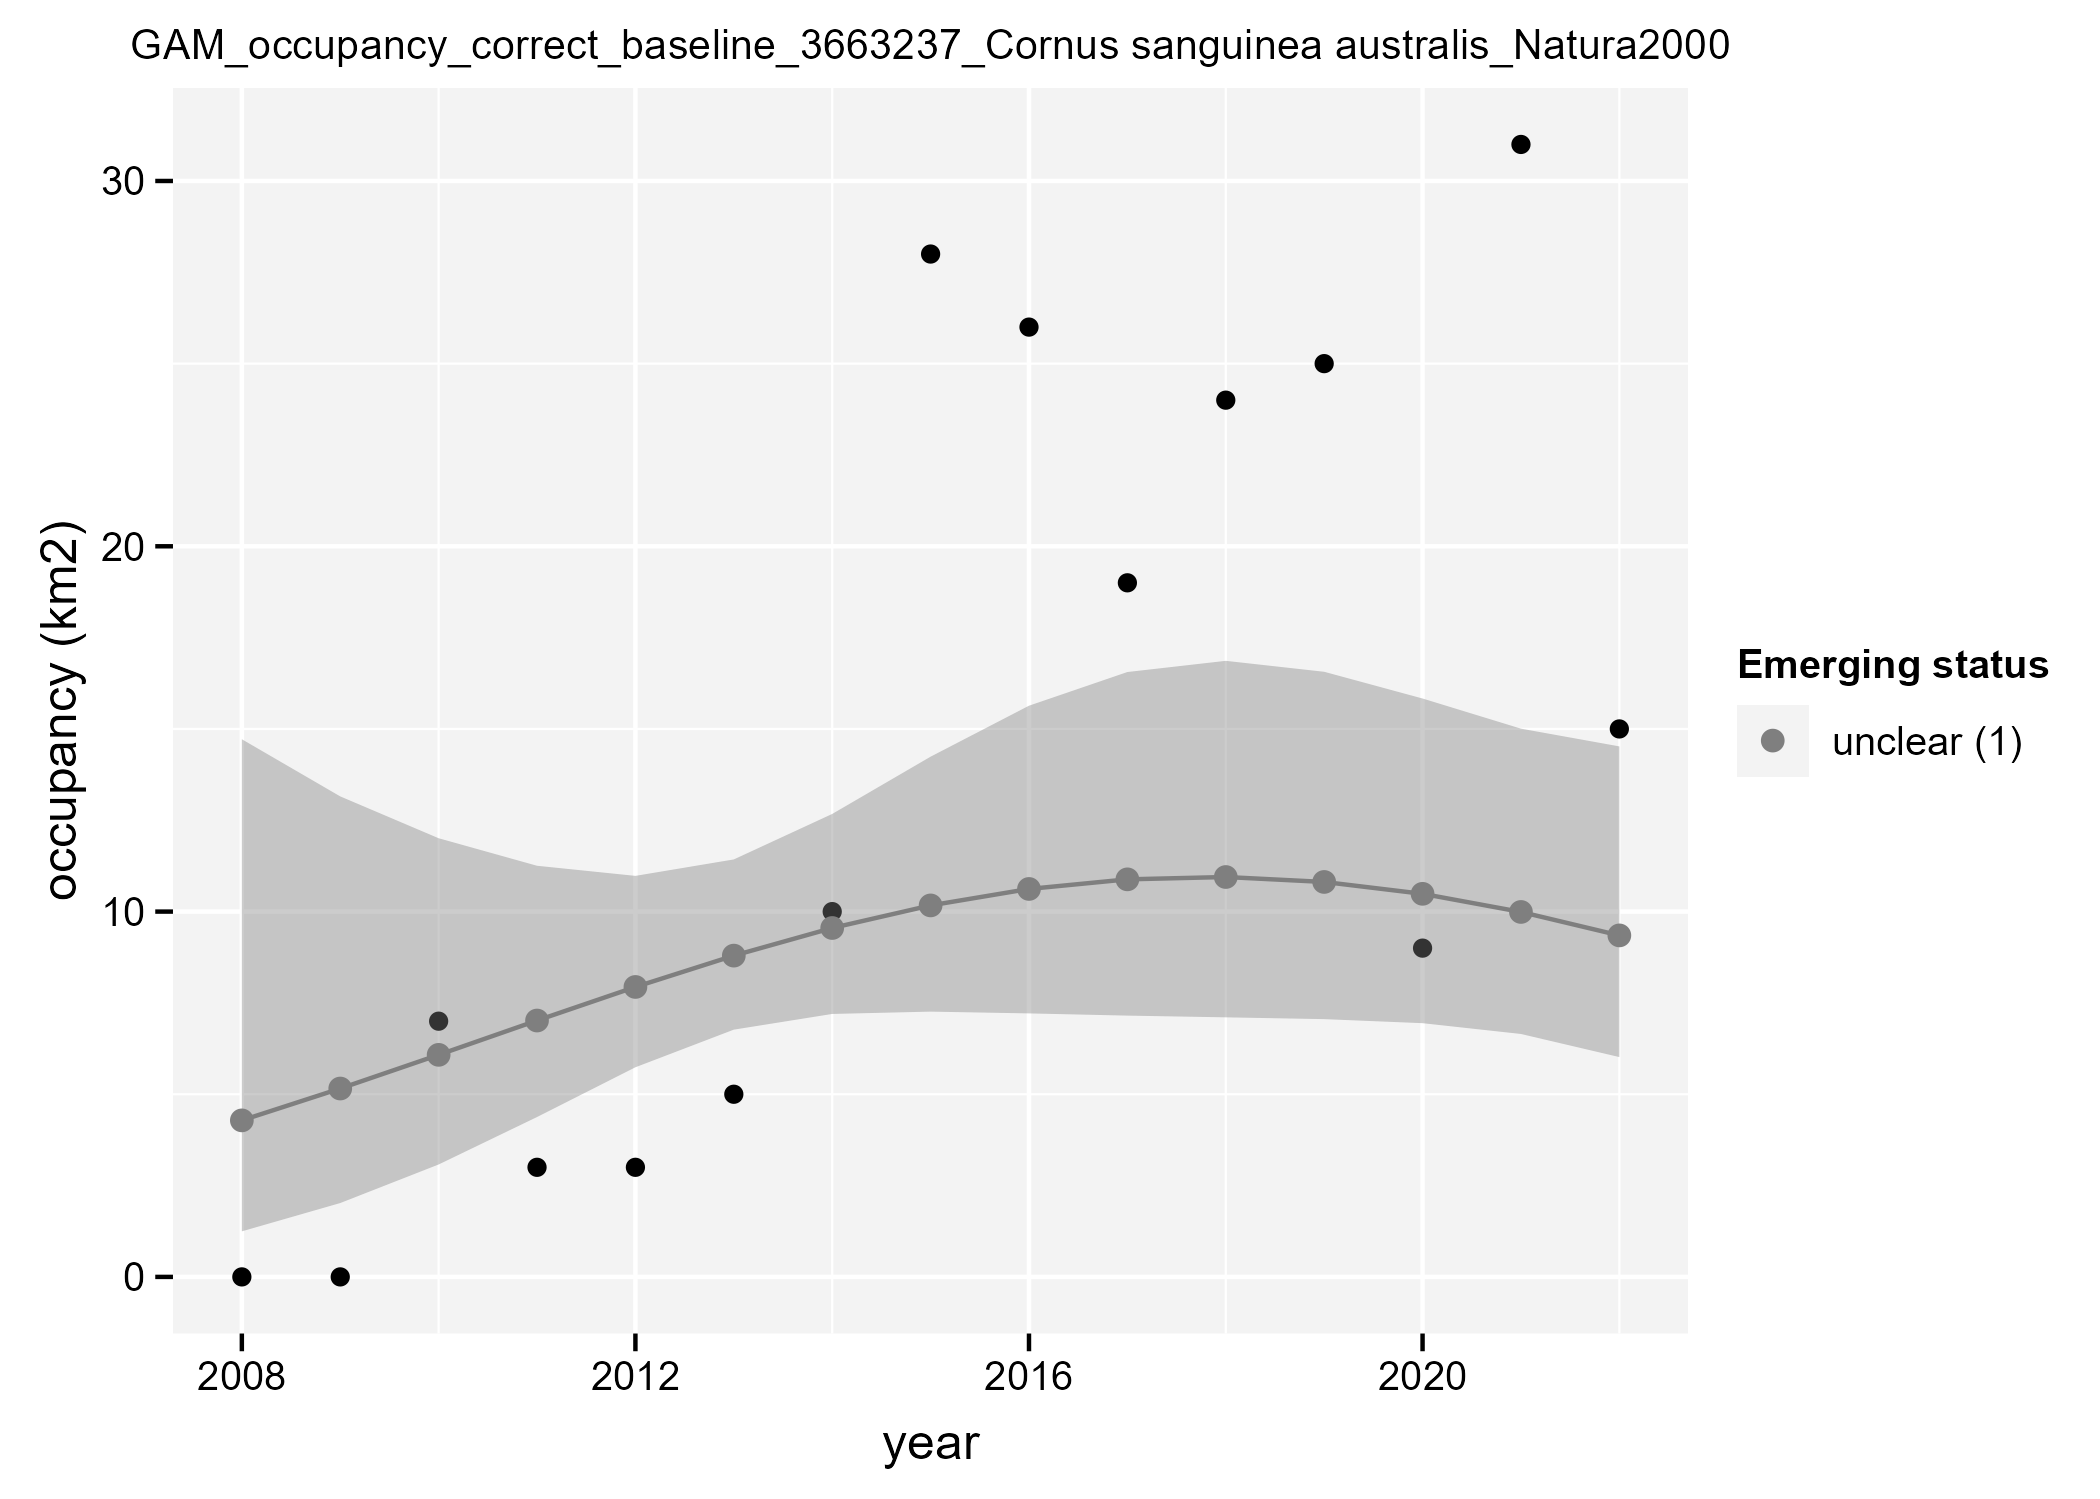 GAM_occupancy_correct_baseline_3663237_Cornus sanguinea australis_Natura2000
30
20
10
0
occupancy (km2)
2008
2012
2016
2020
year
Emerging status
unclear (1)